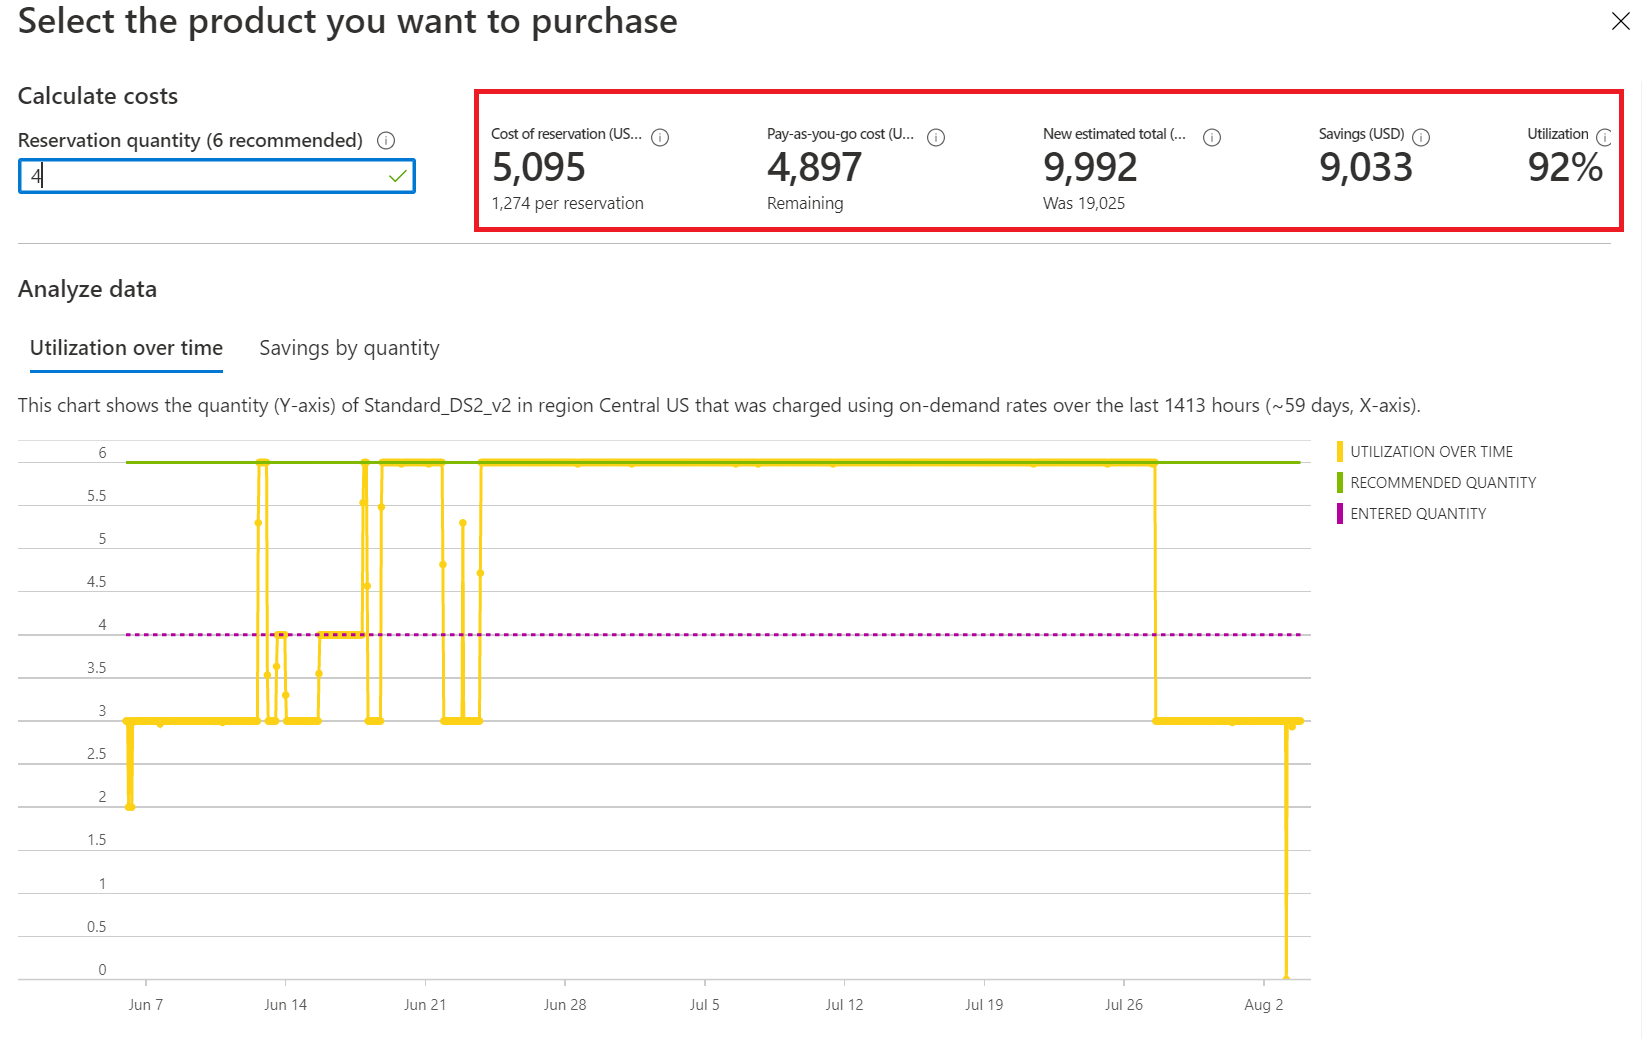 Select the product you want to purchase
Calculate costs
Reservation quantity (6 recommended)
4
Cost of reservation (US...
5,095
1,274 per reservation
Pay-as-you-go cost (U...
4,897
Remaining
New estimated total (...
9,992
Was 19,025
Savings (USD)
9,033
Utilization
92%
Analyze data
Utilization over time
Savings by quantity
This chart shows the quantity (Y-axis) of Standard_DS2_v2 in region Central US that was charged using on-demand rates over the last 1413 hours (~59 days, X-axis).
6
5.5
5
4.5
4
3.5
3
2.5
2
1.5
1
0.5
0
Jun 7
Jun 14
Jun 21
Jun 28
Jul 5
Jul 12
Jul 19
Jul 26
Aug 2
UTILIZATION OVER TIME
RECOMMENDED QUANTITY
ENTERED QUANTITY